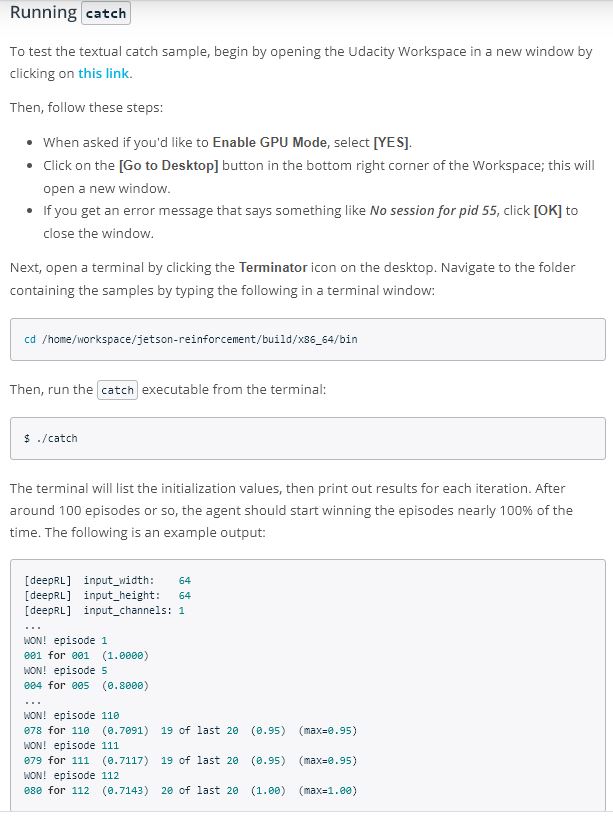 Running catch
To test the textual catch sample, begin by opening the Udacity Workspace in a new window by
clicking on this link.
Then, follow these steps:
• When asked if you'd like to Enable GPU Mode, select [YES].
• Click on the [Go to Desktop] button in the bottom right corner of the Workspace; this will
open a new window.
• If you get an error message that says something like No session for pid 55, click [OK] to
close the window.
Next, open a terminal by clicking the Terminator icon on the desktop. Navigate to the folder
containing the samples by typing the following in a terminal window:
cd /home/workspace/jetson-reinforcement/build/x86_64/bin
Then, run the catch executable from the terminal:
$ ./catch
The terminal will list the initialization values, then print out results for each iteration. After
around 100 episodes or so, the agent should start winning the episodes nearly 100% of the
time. The following is an example output:
[deepRL]  input_width:    64
[deepRL]  input_height:   64
[deepRL]  input_channels: 1
...
WON! episode 1
001 for 001  (1.0000)
WON! episode 5
004 for 005  (0.8000)
...
WON! episode 110
078 for 110  (0.7091)  19 of last 20  (0.95)  (max=0.95)
WON! episode 111
079 for 111  (0.7117)  19 of last 20  (0.95)  (max=0.95)
WON! episode 112
080 for 112  (0.7143)  20 of last 20  (1.00)  (max=1.00)